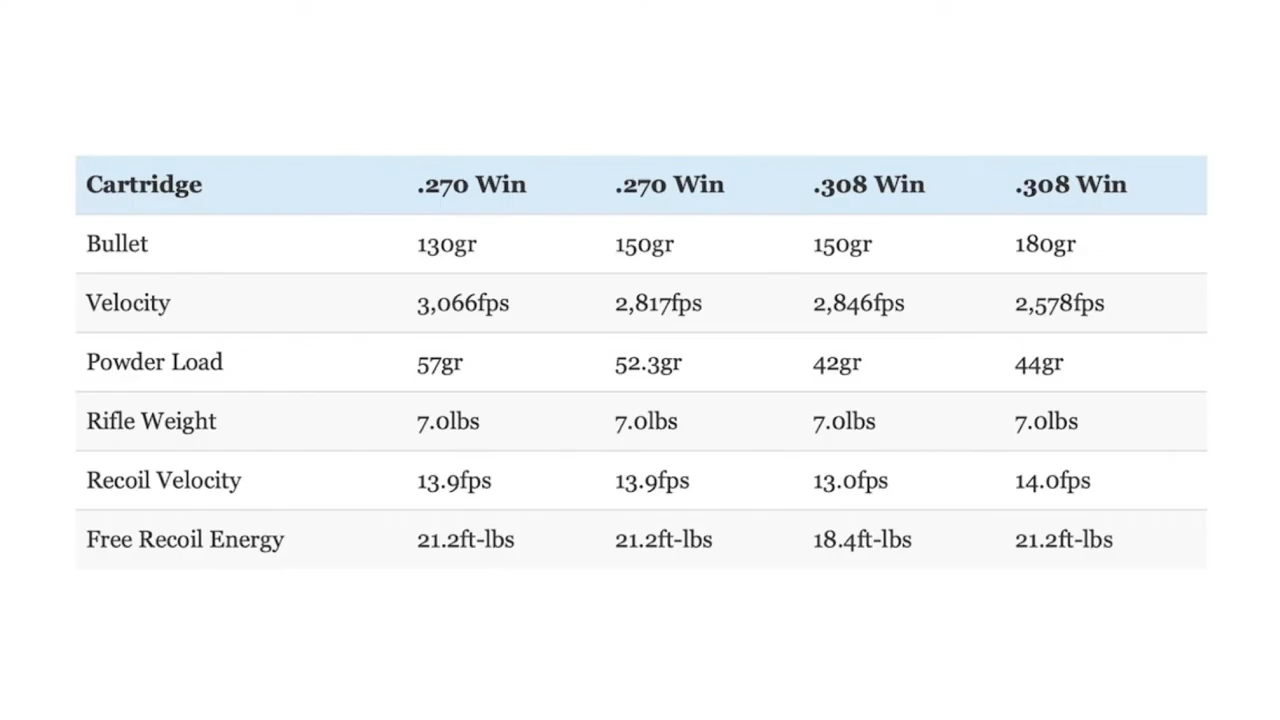 Cartridge .270 Win .270 Win .308 Win .308 Win
Bullet 130gr 150gr 150gr 180gr
Velocity 3,066fps 2,817fps 2,846fps 2,578fps
Powder Load 57gr 52.3gr 42gr 44gr
Rifle Weight 7.0lbs 7.0lbs 7.0lbs 7.0lbs
Recoil Velocity 13.9fps 13.9fps 13.0fps 14.0fps
Free Recoil Energy 21.2ft-lbs 21.2ft-lbs 18.4ft-lbs 21.2ft-lbs